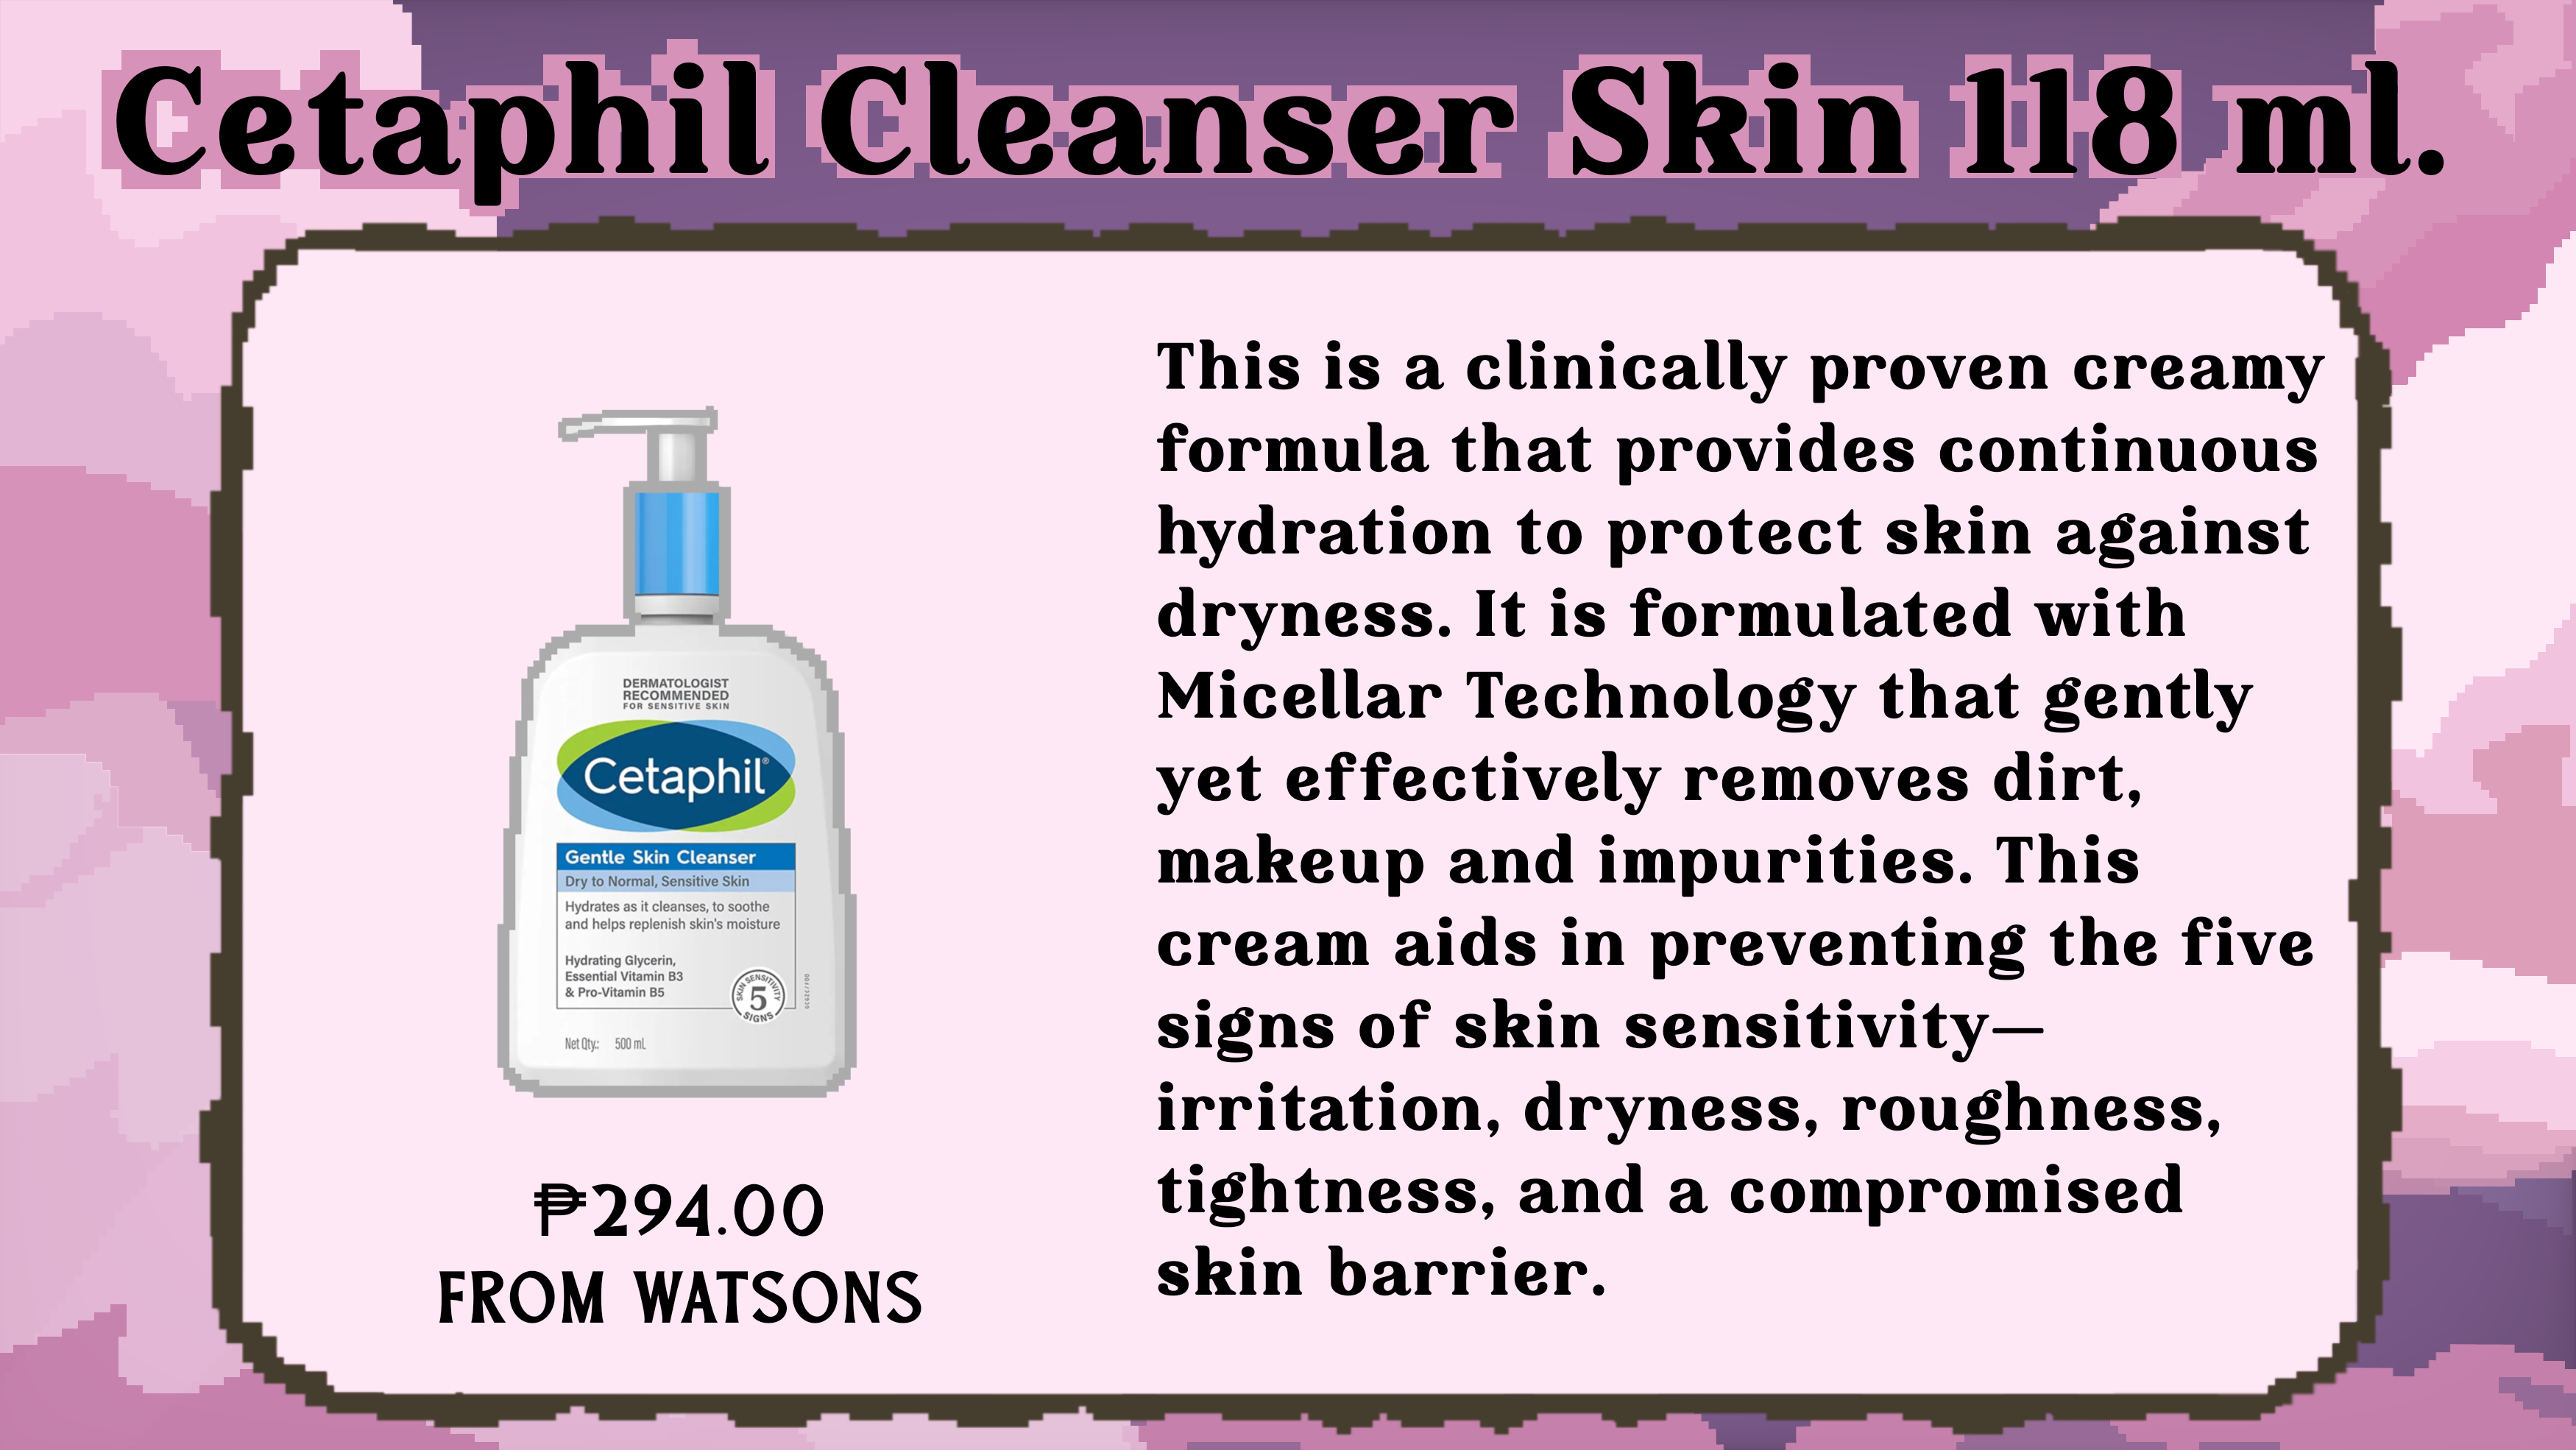 Cetaphil Cleanser Skin 118 ml.
This is a clinically proven creamy
formula that provides continuous
hydration to protect skin against
dryness. It is formulated with
Micellar Technology that gently
yet effectively removes dirt,
makeup and impurities. This
cream aids in preventing the five
signs of skin sensitivity—
irritation, dryness, roughness,
tightness, and a compromised
skin barrier.
DERMATOLOGIST
RECOMMENDED
FOR SENSITIVE SKIN
Cetaphil®
Gentle Skin Cleanser
Dry to Normal, Sensitive Skin
Hydrates as it cleanses, to soothe
and helps replenish skin's moisture
Hydrating Glycerin,
Essential Vitamin B3
& Pro-Vitamin B5
SKIN SENSITIVITY
5
SIGNS
Net Qty.: 500 mL
₱294.00
FROM WATSONS